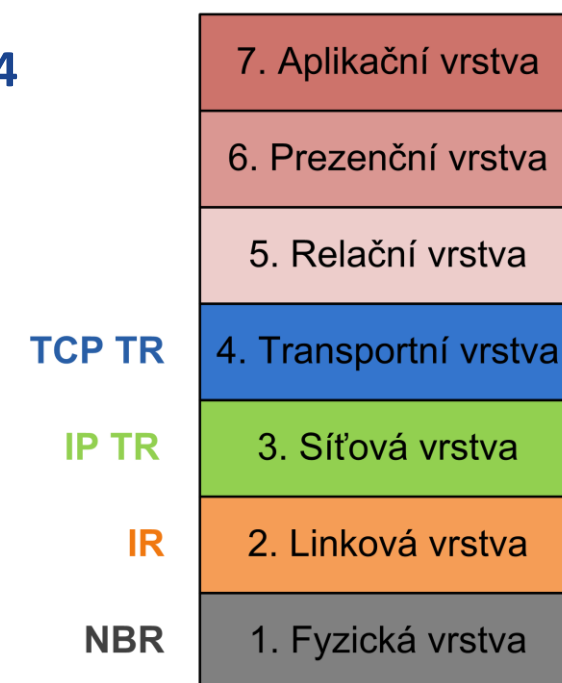 4
7. Aplikační vrstva
6. Prezenční vrstva
5. Relační vrstva
TCP TR 4. Transportní vrstva
IP TR 3. Síťová vrstva
IR 2. Linková vrstva
NBR 1. Fyzická vrstva